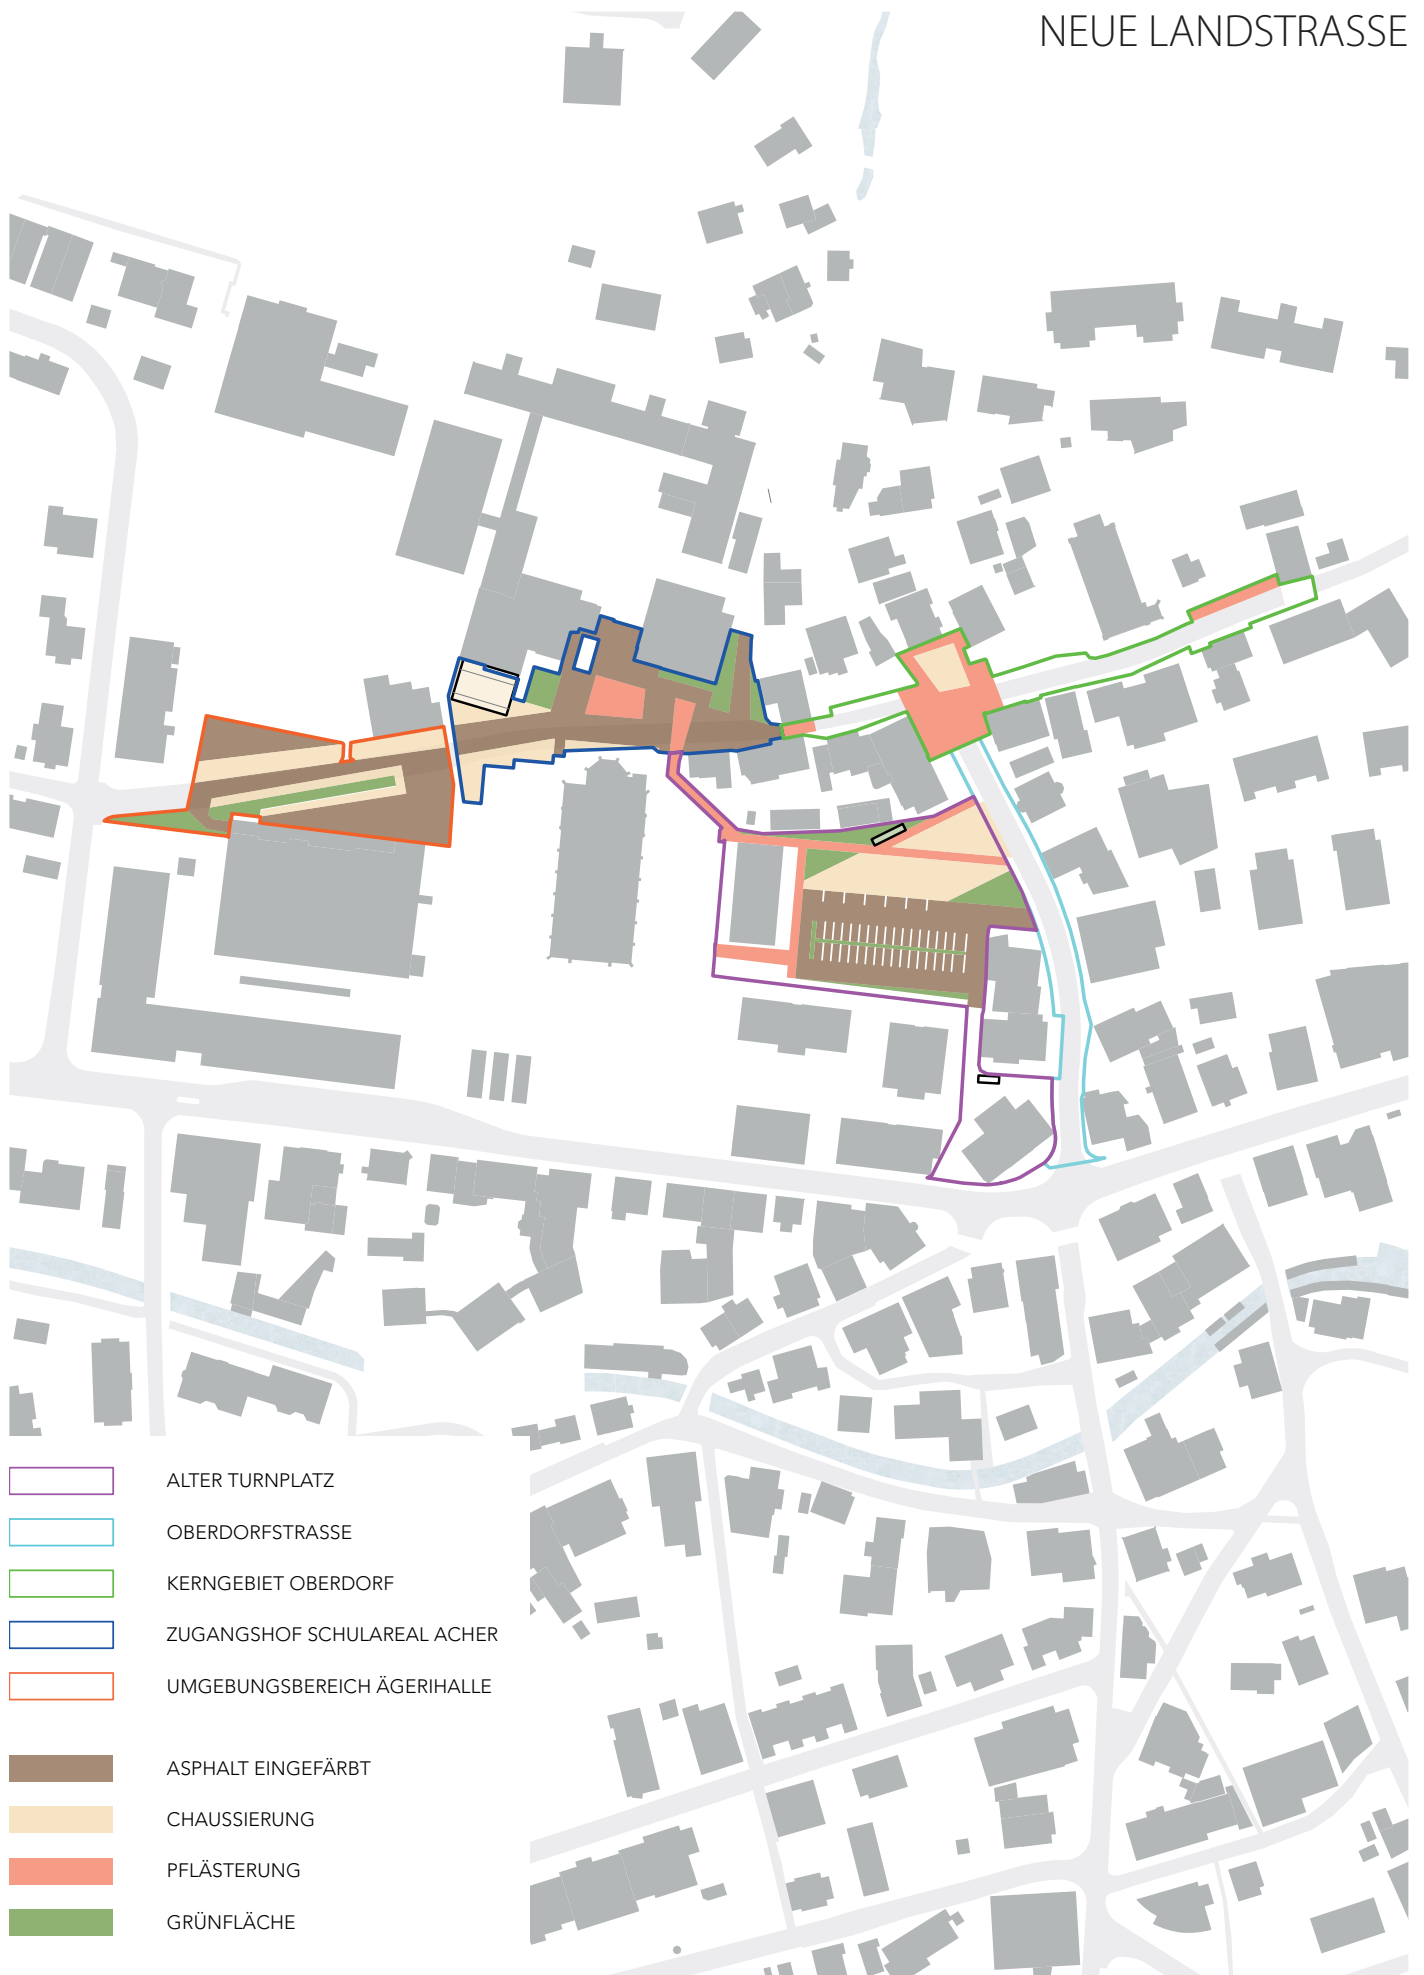 NEUE LANDSTRASSE
ALTER TURNPLATZ
OBERDORFSTRASSE
KERNGEBIET OBERDORF
ZUGANGSHOF SCHULAREAL ACHER
UMGEBUNGSBEREICH ÄGERIHALLE
ASPHALT EINGEFÄRBT
CHAUSSIERUNG
PFLÄSTERUNG
GRÜNFLÄCHE